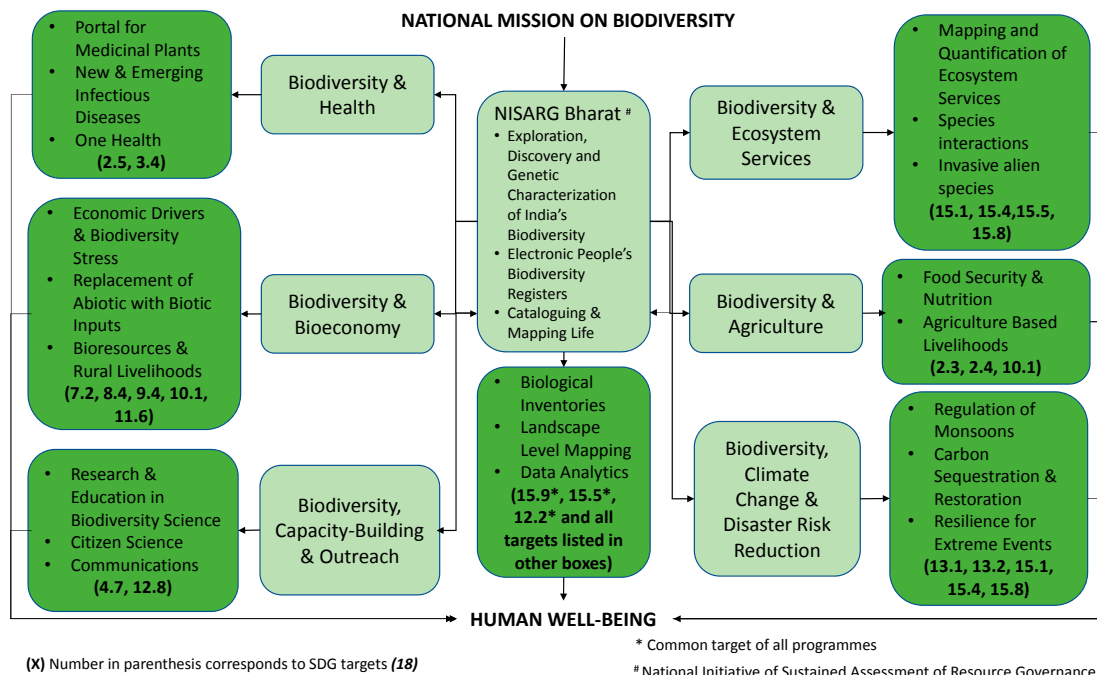 NATIONAL MISSION ON BIODIVERSITY
• Portal for
Medicinal Plants
• New & Emerging
Infectious
Diseases
• One Health
(2.5, 3.4)
Biodiversity &
Health
• Economic Drivers
& Biodiversity
Stress
• Replacement of
Abiotic with Biotic
Inputs
• Bioresources &
Rural Livelihoods
(7.2, 8.4, 9.4, 10.1,
11.6)
Biodiversity &
Bioeconomy
• Research &
Education in
Biodiversity Science
• Citizen Science
• Communications
(4.7, 12.8)
Biodiversity,
Capacity-Building
& Outreach
NISARG Bharat #
• Exploration,
Discovery and
Genetic
Characterization
of India's
Biodiversity
• Electronic People's
Biodiversity
Registers
• Cataloguing &
Mapping Life
• Biological
Inventories
• Landscape
Level Mapping
• Data Analytics
(15.9*, 15.5*,
12.2* and all
targets listed in
other boxes)
Biodiversity &
Ecosystem
Services
• Mapping and
Quantification of
Ecosystem
Services
• Species
interactions
• Invasive alien
species
(15.1, 15.4,15.5,
15.8)
Biodiversity &
Agriculture
• Food Security &
Nutrition
• Agriculture Based
Livelihoods
(2.3, 2.4, 10.1)
Biodiversity,
Climate
Change &
Disaster Risk
Reduction
• Regulation of
Monsoons
• Carbon
Sequestration &
Restoration
• Resilience for
Extreme Events
(13.1, 13.2, 15.1,
15.4, 15.8)
HUMAN WELL-BEING
(X) Number in parenthesis corresponds to SDG targets (18)
* Common target of all programmes
# National Initiative of Sustained Assessment of Resource Governance